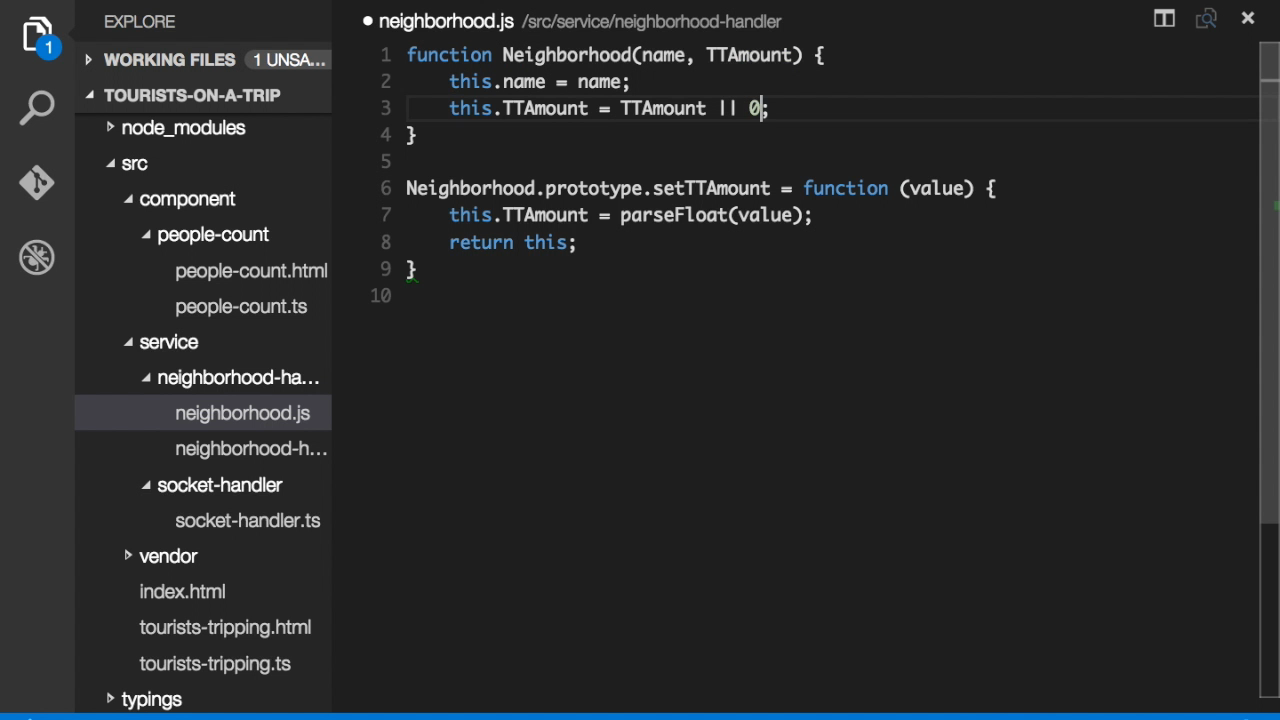 EXPLORE
WORKING FILES 1 UNSA...
TOURISTS-ON-A-TRIP
node_modules
src
component
people-count
people-count.html
people-count.ts
service
neighborhood-ha...
neighborhood.js
neighborhood-h...
socket-handler
socket-handler.ts
vendor
index.html
tourists-tripping.html
tourists-tripping.ts
typings
1
neighborhood.js /src/service/neighborhood-handler
1 function Neighborhood(name, TTAmount) {
2 this.name = name;
3 this.TTAmount = TTAmount || 0;
4 }
5
6 Neighborhood.prototype.setTTAmount = function (value) {
7 this.TTAmount = parseFloat(value);
8 return this;
9 }
10